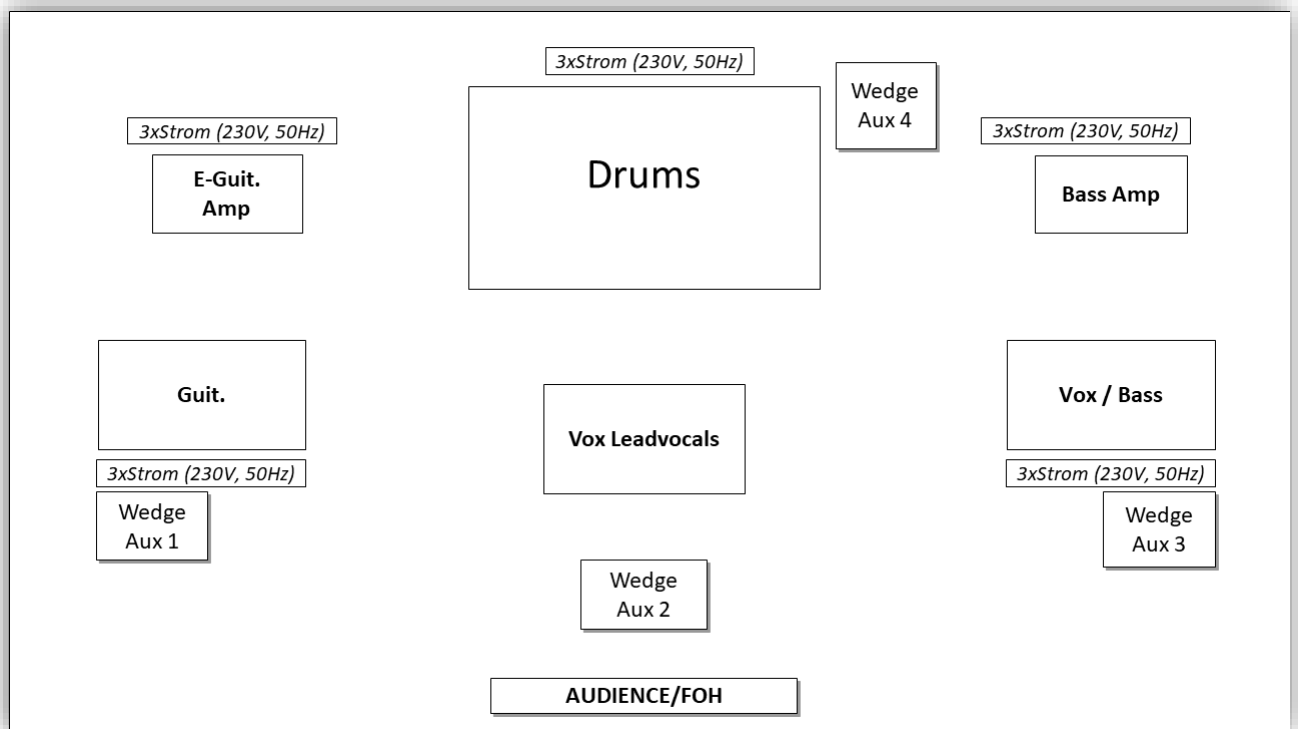 3xStrom (230V, 50Hz)
Wedge
Aux 4
3xStrom (230V, 50Hz)
3xStrom (230V, 50Hz)
E-Guit.
Amp
Drums
Bass Amp
Guit.
Vox Leadvocals
Vox / Bass
3xStrom (230V, 50Hz)
3xStrom (230V, 50Hz)
Wedge
Aux 1
Wedge
Aux 3
Wedge
Aux 2
AUDIENCE/FOH